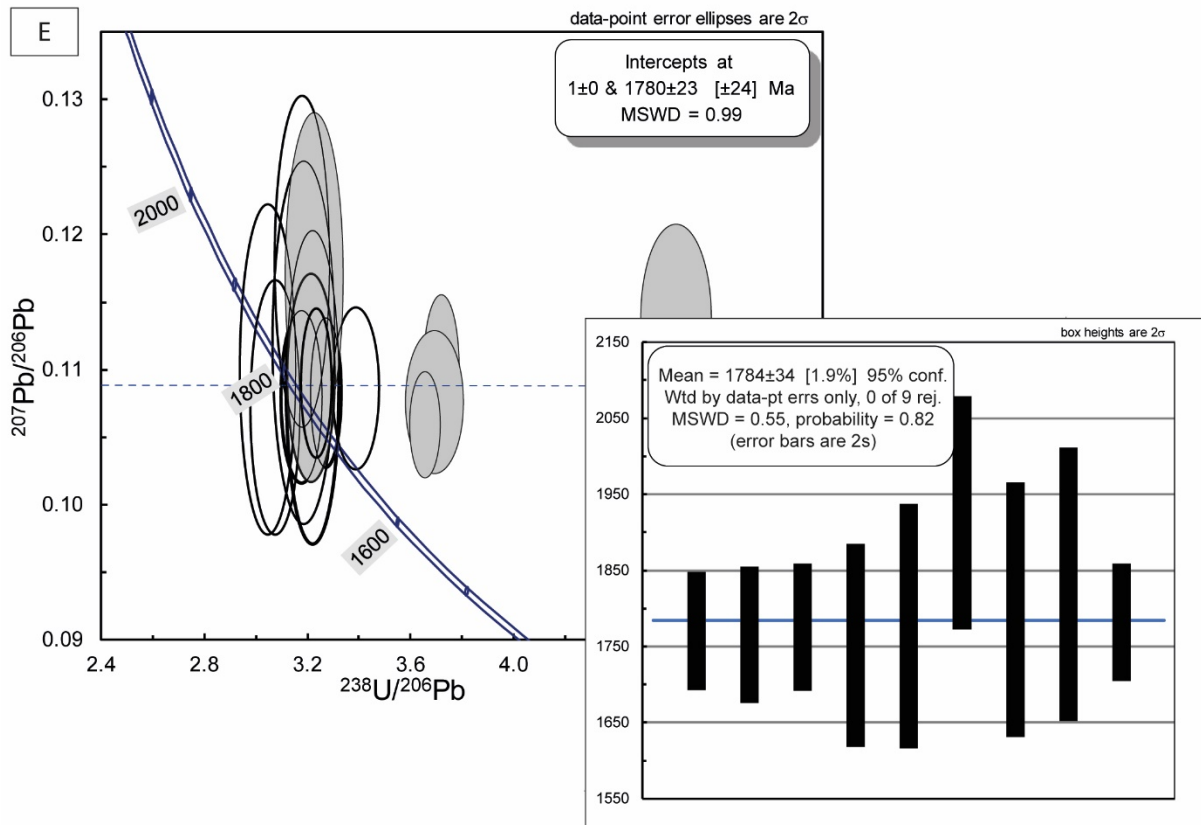 E
data-point error ellipses are 2σ
Intercepts at
1±0 & 1780±23 [±24] Ma
MSWD = 0.99
0.13
0.12
0.11
0.10
0.09
²⁰⁷Pb/²⁰⁶Pb
2000
1800
1600
2.4 2.8 3.2 3.6 4.0
²³⁸U/²⁰⁶Pb
box heights are 2σ
Mean = 1784±34 [1.9%] 95% conf.
Wtd by data-pt errs only, 0 of 9 rej.
MSWD = 0.55, probability = 0.82
(error bars are 2s)
2150
2050
1950
1850
1750
1650
1550